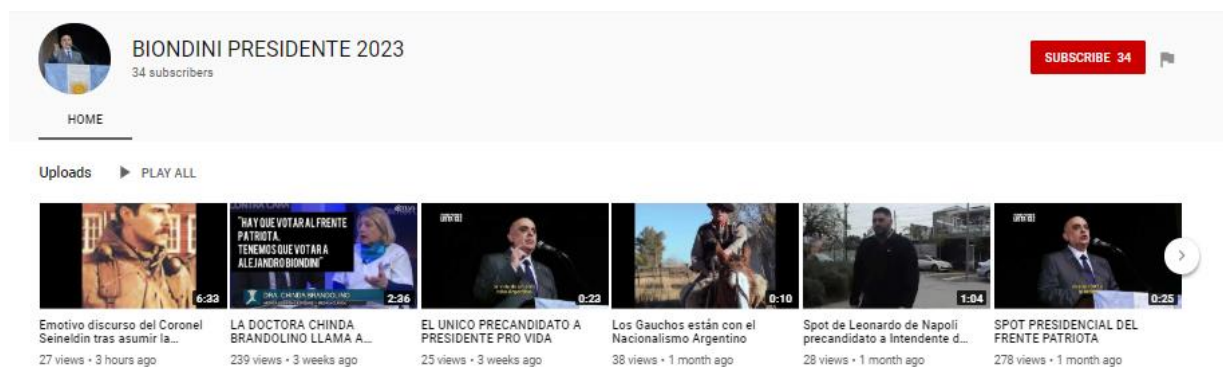 BIONDINI PRESIDENTE 2023
34 subscribers
SUBSCRIBE 34
HOME
Uploads
PLAY ALL
"HAY QUE VOTAR AL FRENTE
PATRIOTA.
TENEMOS QUE VOTAR A
ALEJANDRO BIONDINI"
6:33
2:36
0:23
0:10
1:04
0:25
Emotivo discurso del Coronel
Seineldin tras asumir la...
27 views • 3 hours ago
LA DOCTORA CHINDA
BRANDOLINO LLAMA A...
239 views • 3 weeks ago
EL UNICO PRECANDIDATO A
PRESIDENTE PRO VIDA
25 views • 3 weeks ago
Los Gauchos están con el
Nacionalismo Argentino
38 views • 1 month ago
Spot de Leonardo de Napoli
precandidato a Intendente d...
28 views • 1 month ago
SPOT PRESIDENCIAL DEL
FRENTE PATRIOTA
278 views • 1 month ago